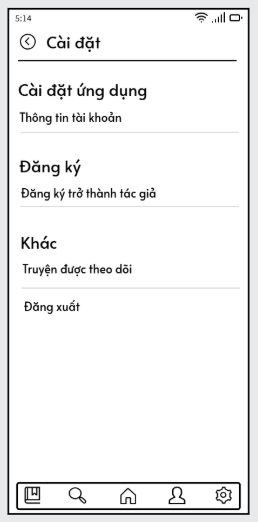 5:14
Cài đặt
Cài đặt ứng dụng
Thông tin tài khoản
Đăng ký
Đăng ký trở thành tác giả
Khác
Truyện được theo dõi
Đăng xuất